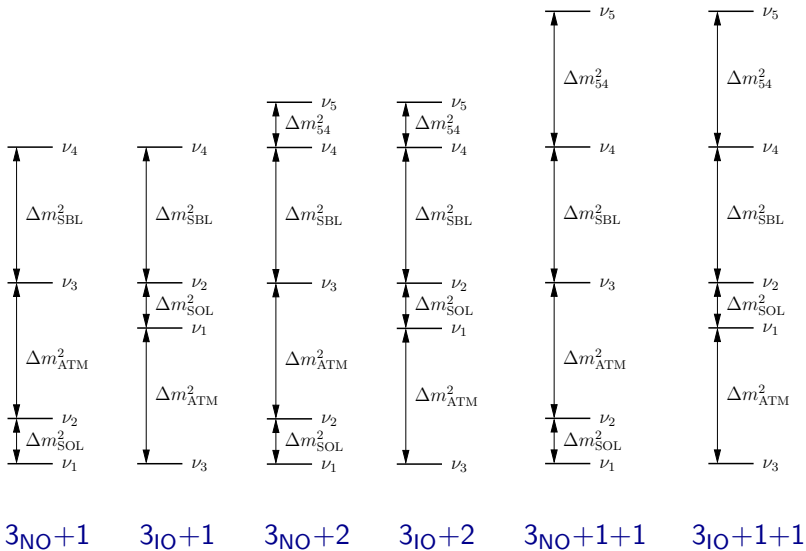 ν₅ ν₅
ν₅ Δm²₅₄ ν₅ Δm²₅₄ Δm²₅₄ Δm²₅₄
ν₄ ν₄ ν₄ ν₄ ν₄ ν₄
Δm²SBL Δm²SBL Δm²SBL Δm²SBL Δm²SBL Δm²SBL
ν₃ ν₂ ν₃ ν₂ ν₃ ν₂
Δm²SOL Δm²SOL Δm²SOL
ν₁ ν₁ ν₁
Δm²ATM Δm²ATM Δm²ATM Δm²ATM Δm²ATM Δm²ATM
ν₂ ν₂ ν₂
Δm²SOL Δm²SOL Δm²SOL
ν₁ ν₃ ν₁ ν₃ ν₁ ν₃
3NO+1 3IO+1 3NO+2 3IO+2 3NO+1+1 3IO+1+1